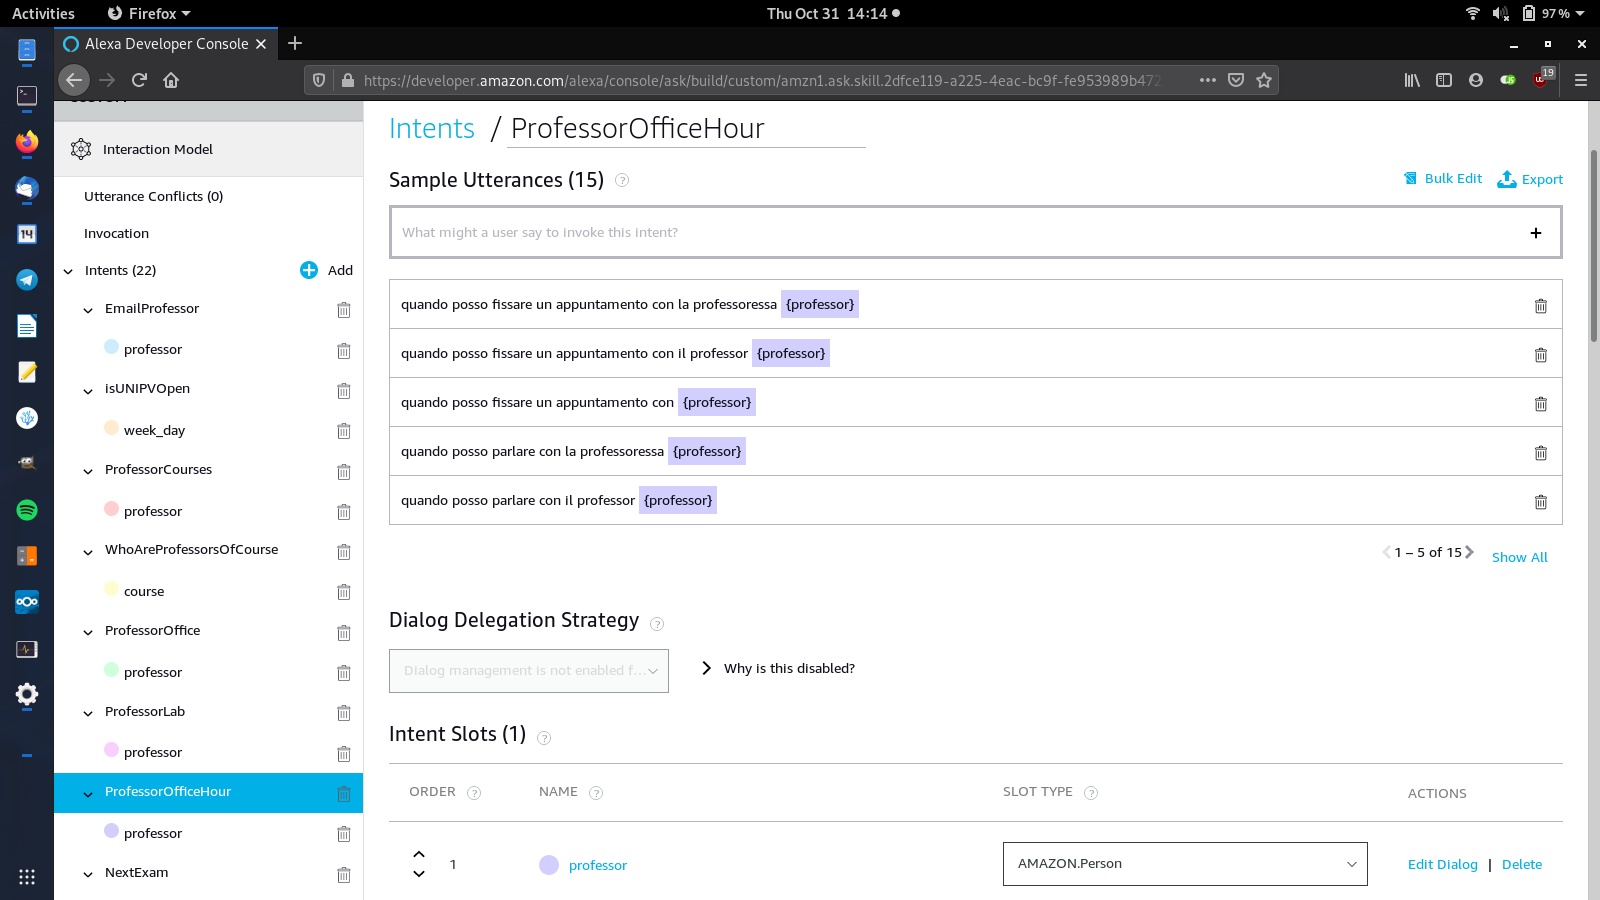 Activities
Firefox
Thu Oct 31 14:14
97 %
Alexa Developer Console
https://developer.amazon.com/alexa/console/ask/build/custom/amzn1.ask.skill.2dfce119-a225-4eac-bc9f-fe953989b472
19
Interaction Model
Utterance Conflicts (0)
Invocation
Intents (22)
Add
EmailProfessor
professor
isUNIPVOpen
week_day
ProfessorCourses
professor
WhoAreProfessorsOfCourse
course
ProfessorOffice
professor
ProfessorLab
professor
ProfessorOfficeHour
professor
NextExam
Intents / ProfessorOfficeHour
Sample Utterances (15) ?
Bulk Edit
Export
What might a user say to invoke this intent?
quando posso fissare un appuntamento con la professoressa {professor}
quando posso fissare un appuntamento con il professor {professor}
quando posso fissare un appuntamento con {professor}
quando posso parlare con la professoressa {professor}
quando posso parlare con il professor {professor}
1 – 5 of 15
Show All
Dialog Delegation Strategy ?
Dialog management is not enabled f...
Why is this disabled?
Intent Slots (1) ?
ORDER ? NAME ? SLOT TYPE ? ACTIONS
1 professor AMAZON.Person Edit Dialog | Delete
14